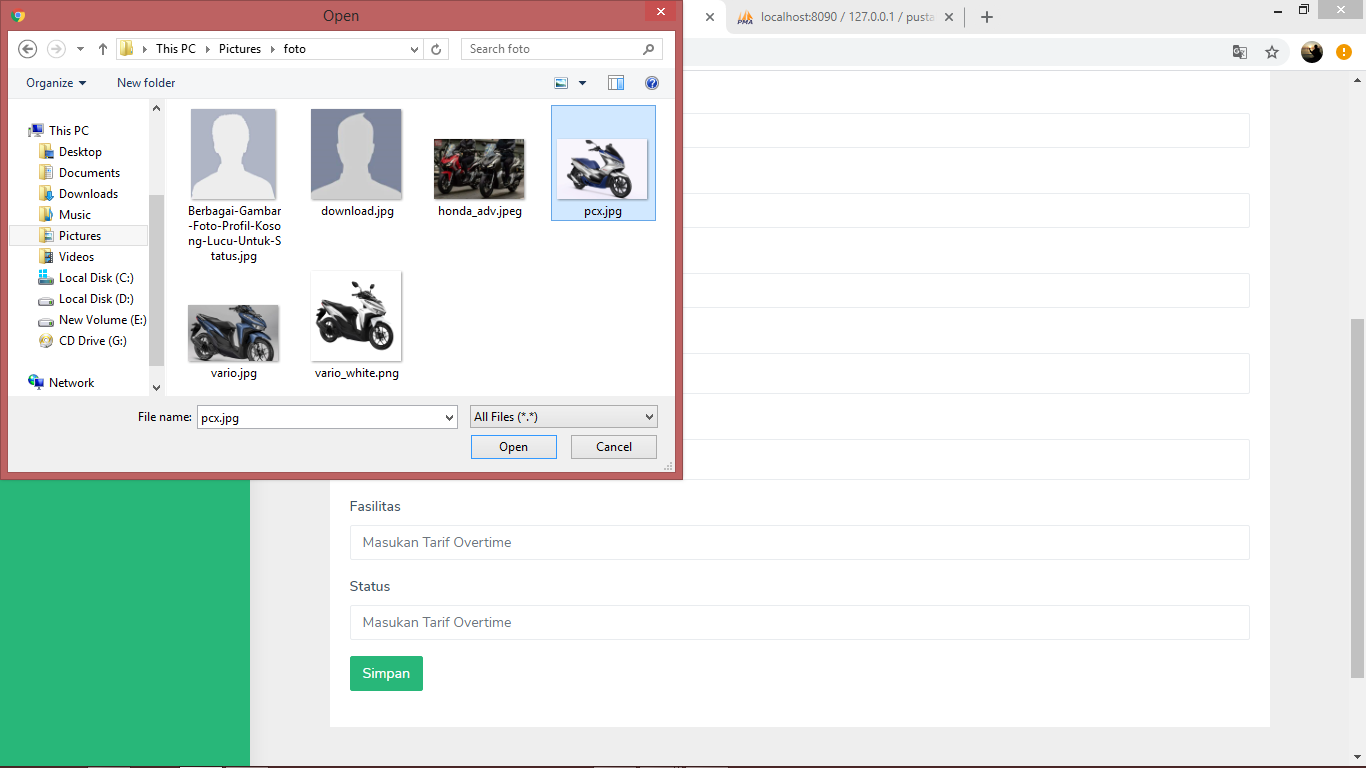 Open
localhost:8090 / 127.0.0.1 / pusta
This PC
Pictures
foto
Search foto
Organize
New folder
This PC
Desktop
Documents
Downloads
Music
Pictures
Videos
Local Disk (C:)
Local Disk (D:)
New Volume (E:)
CD Drive (G:)
Network
Berbagai-Gambar
-Foto-Profil-Koso
ng-Lucu-Untuk-S
tatus.jpg
download.jpg
honda_adv.jpeg
pcx.jpg
vario.jpg
vario_white.png
File name:
pcx.jpg
All Files (*.*)
Open
Cancel
Fasilitas
Masukan Tarif Overtime
Status
Masukan Tarif Overtime
Simpan